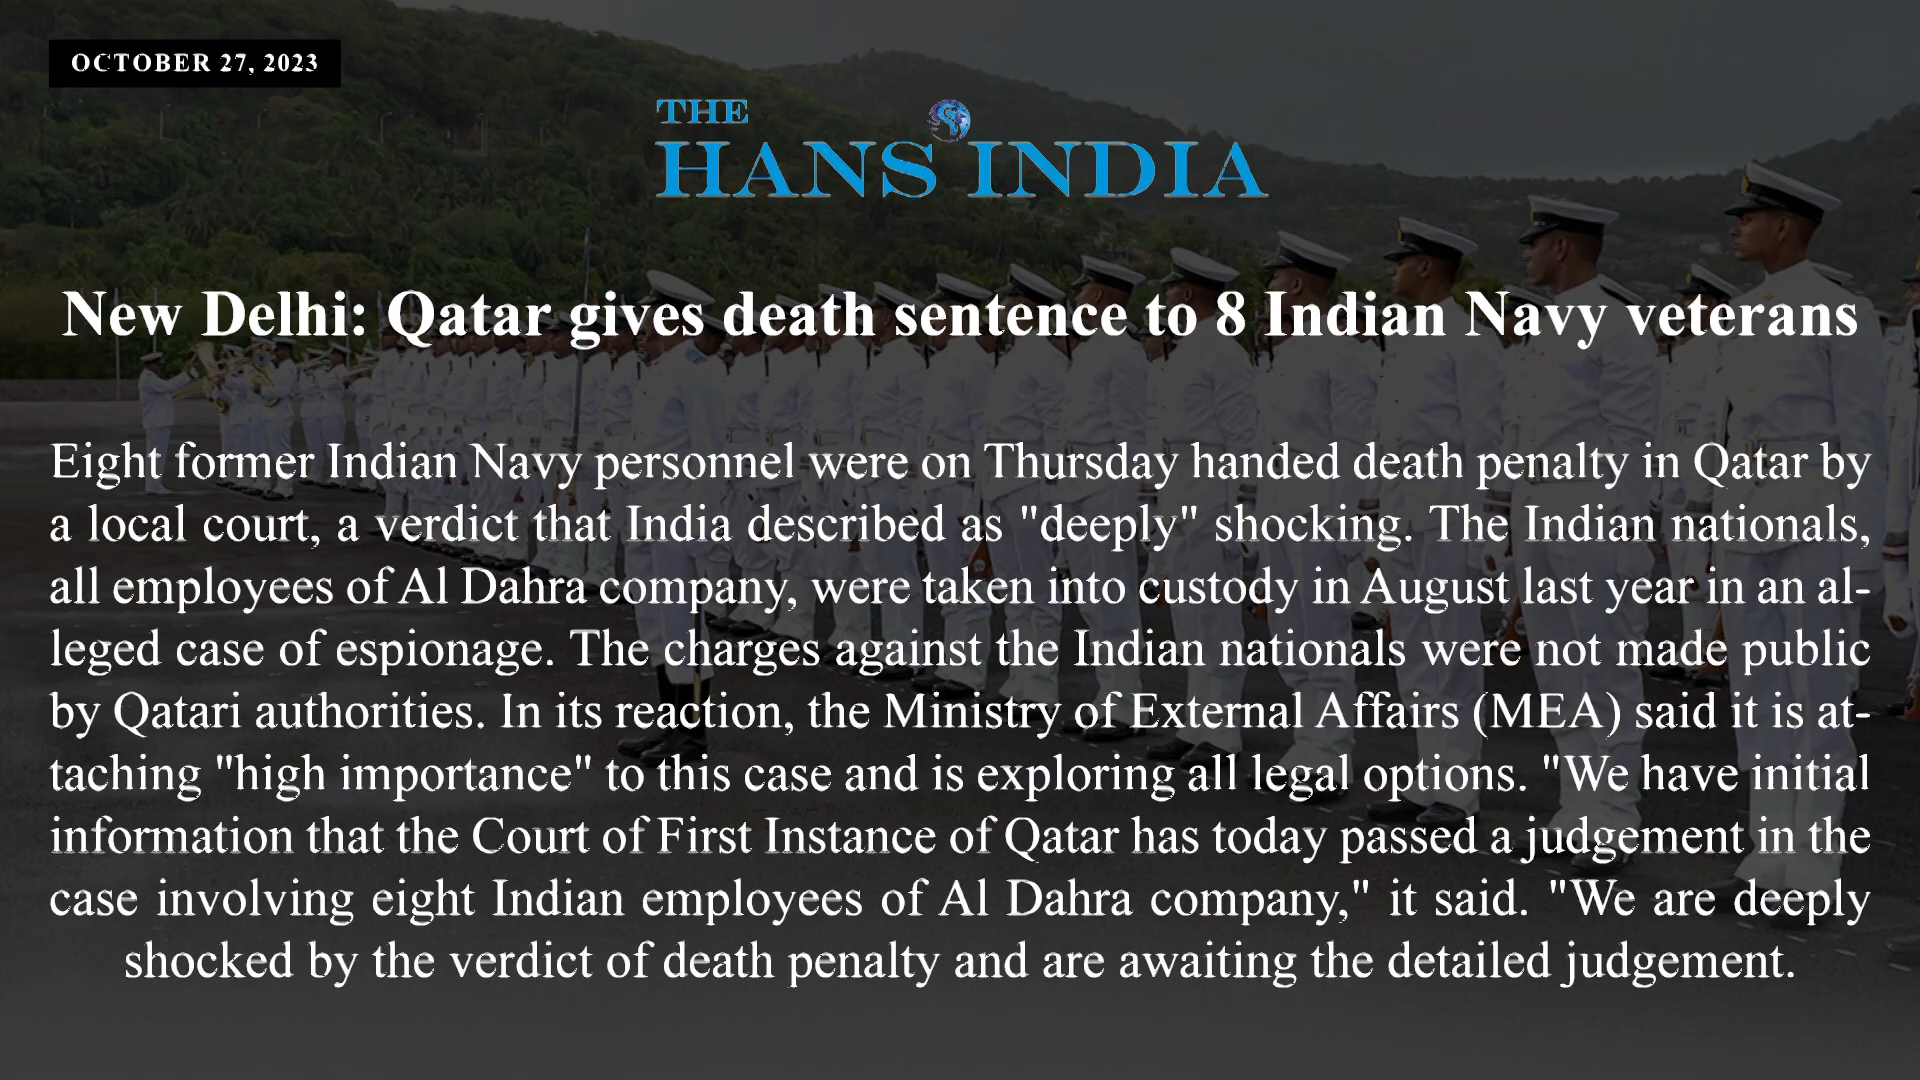 OCTOBER 27, 2023
THE
HANS INDIA
New Delhi: Qatar gives death sentence to 8 Indian Navy veterans
Eight former Indian Navy personnel were on Thursday handed death penalty in Qatar by
a local court, a verdict that India described as "deeply" shocking. The Indian nationals,
all employees of Al Dahra company, were taken into custody in August last year in an al-
leged case of espionage. The charges against the Indian nationals were not made public
by Qatari authorities. In its reaction, the Ministry of External Affairs (MEA) said it is at-
taching "high importance" to this case and is exploring all legal options. "We have initial
information that the Court of First Instance of Qatar has today passed a judgement in the
case involving eight Indian employees of Al Dahra company," it said. "We are deeply
shocked by the verdict of death penalty and are awaiting the detailed judgement.